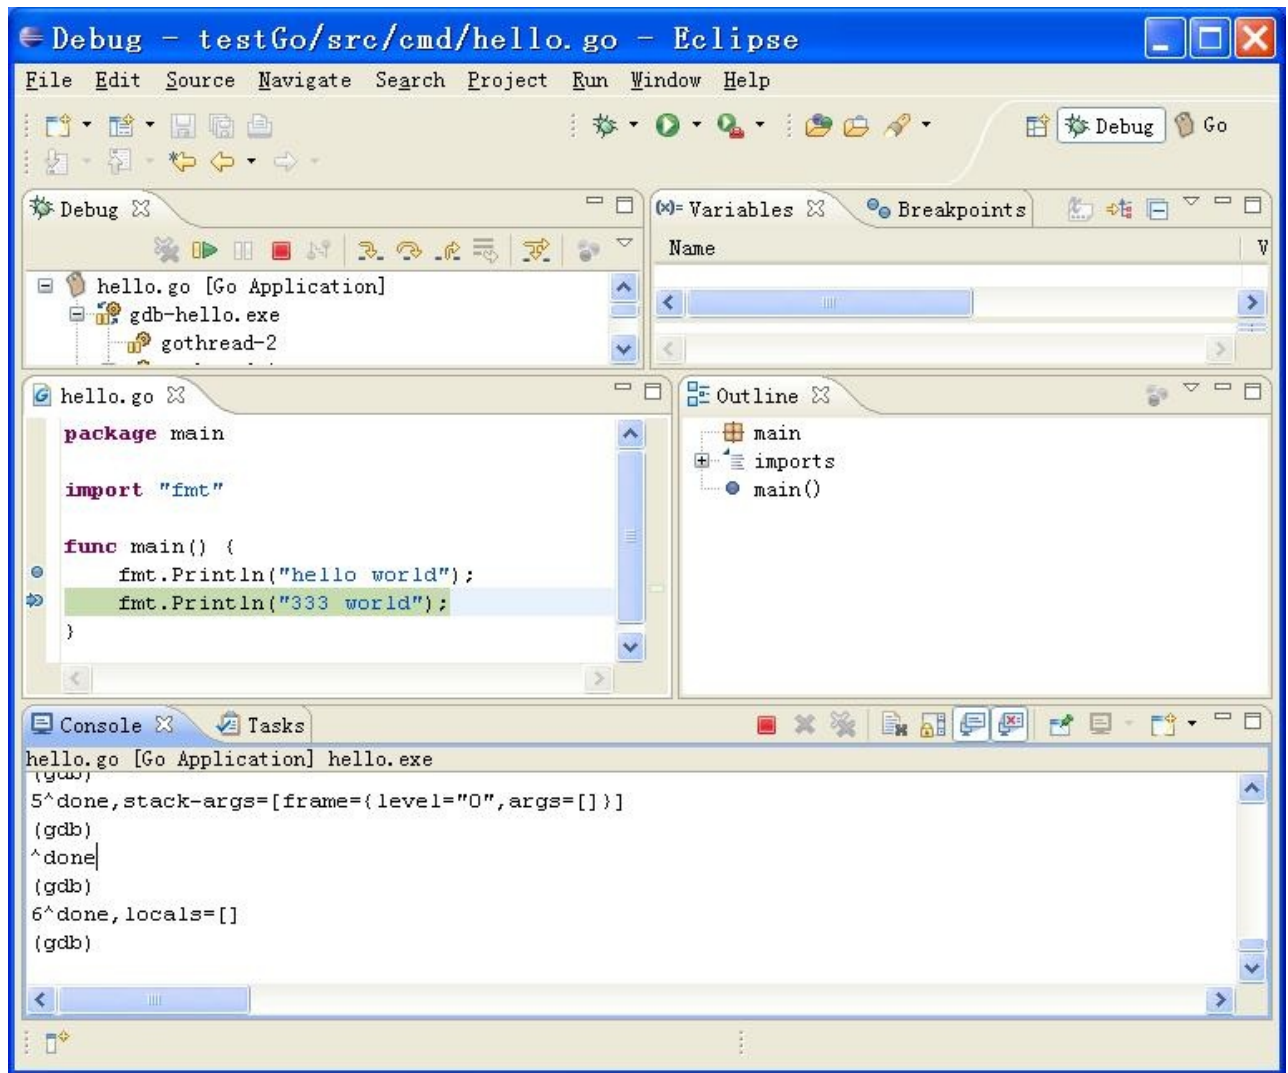 Debug - testGo/src/cmd/hello.go - Eclipse
File Edit Source Navigate Search Project Run Window Help
Debug Go
Debug
Variables Breakpoints
Name V
hello.go [Go Application]
gdb-hello.exe
gothread-2
hello.go
package main
import "fmt"
func main() {
fmt.Println("hello world");
fmt.Println("333 world");
}
Outline
main
imports
main()
Console Tasks
hello.go [Go Application] hello.exe
(gdb)
5^done,stack-args=[frame={level="0",args=[]}]
(gdb)
^done
(gdb)
6^done,locals=[]
(gdb)